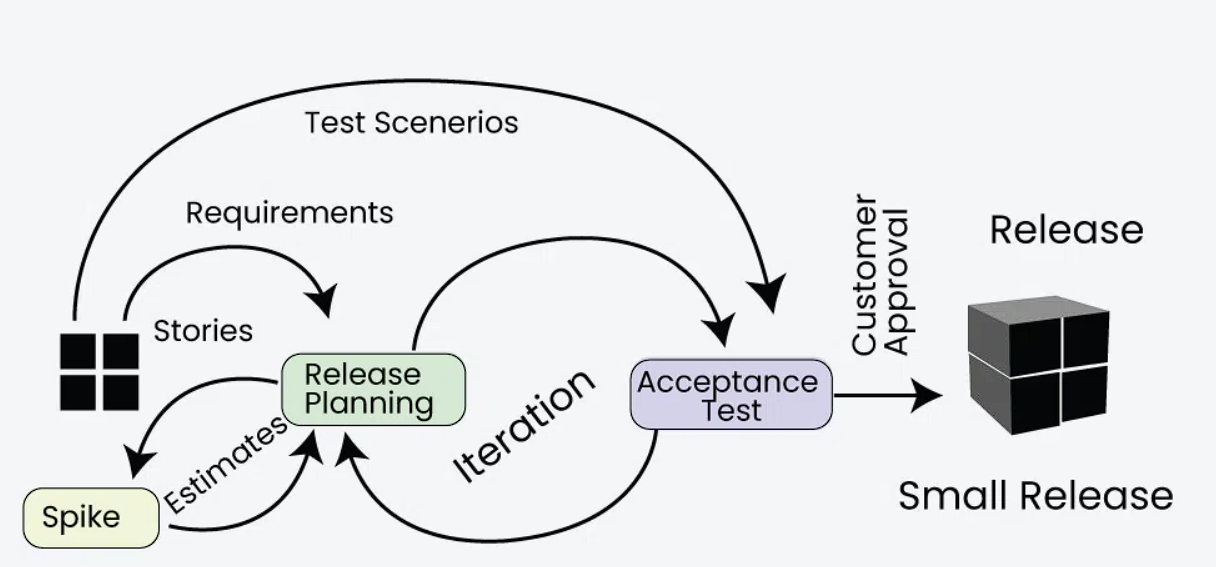 Test Scenerios
Requirements
Stories
Release
Planning
Estimates
Spike
Iteration
Acceptance
Test
Customer
Approval
Release
Small Release